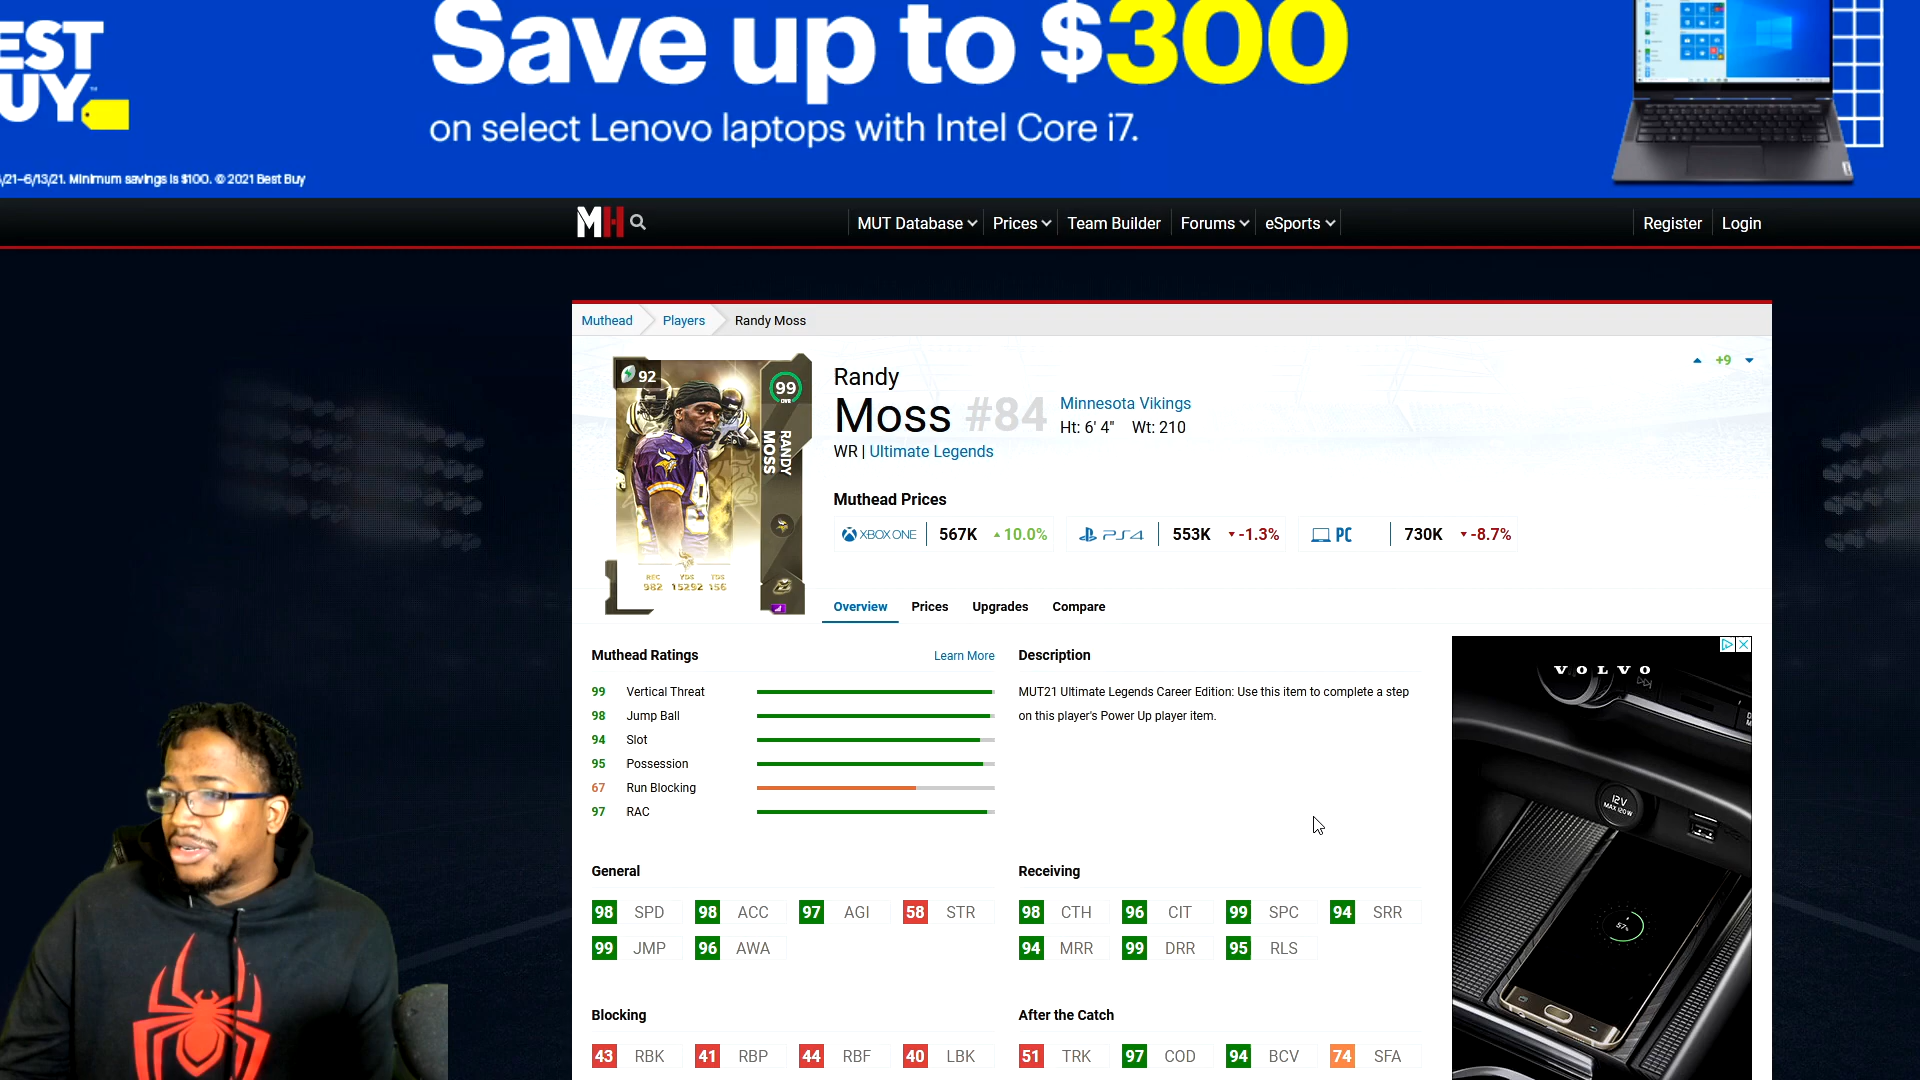 EST
UY
Save up to $300
on select Lenovo laptops with Intel Core i7.
/21–6/13/21. Minimum savings is $100. © 2021 Best Buy
MH
MUT Database
Prices
Team Builder
Forums
eSports
Register
Login
Muthead
Players
Randy Moss
92
99
OVR
RANDY
MOSS
REC YDS TDS
982 15292 156
Randy
Moss #84
Minnesota Vikings
Ht: 6' 4" Wt: 210
WR | Ultimate Legends
+9
Muthead Prices
XBOX ONE 567K 10.0%
PS4 553K -1.3%
PC 730K -8.7%
Overview Prices Upgrades Compare
Muthead Ratings
Learn More
99 Vertical Threat
98 Jump Ball
94 Slot
95 Possession
67 Run Blocking
97 RAC
Description
MUT21 Ultimate Legends Career Edition: Use this item to complete a step
on this player's Power Up player item.
General
98 SPD 98 ACC 97 AGI 58 STR
99 JMP 96 AWA
Receiving
98 CTH 96 CIT 99 SPC 94 SRR
94 MRR 99 DRR 95 RLS
Blocking
43 RBK 41 RBP 44 RBF 40 LBK
After the Catch
51 TRK 97 COD 94 BCV 74 SFA
VOLVO
12V
MAX 120W
57%